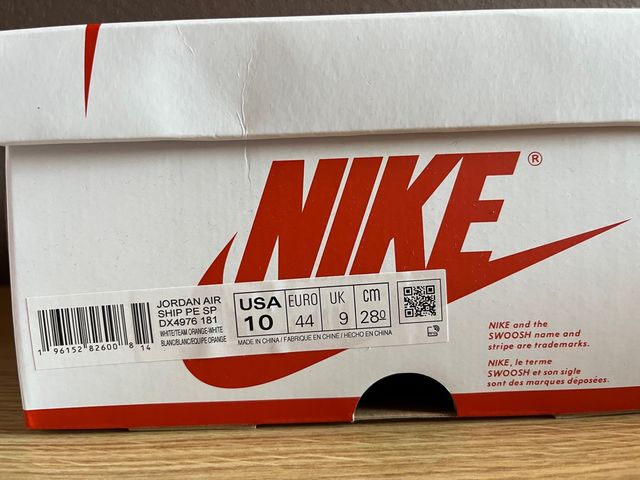 NIKE®
JORDAN AIR
SHIP PE SP
DX4976 181
WHITE/TEAM ORANGE-WHITE
BLANC/BLANC/EQUIPE ORANGE
USA
10
EURO
44
UK
9
cm
280
MADE IN CHINA / FABRIQUE EN CHINE / HECHO EN CHINA
1 96152 82600 8 14
NIKE and the
SWOOSH name and
stripe are trademarks.
NIKE, le terme
SWOOSH et son sigle
sont des marques déposées.